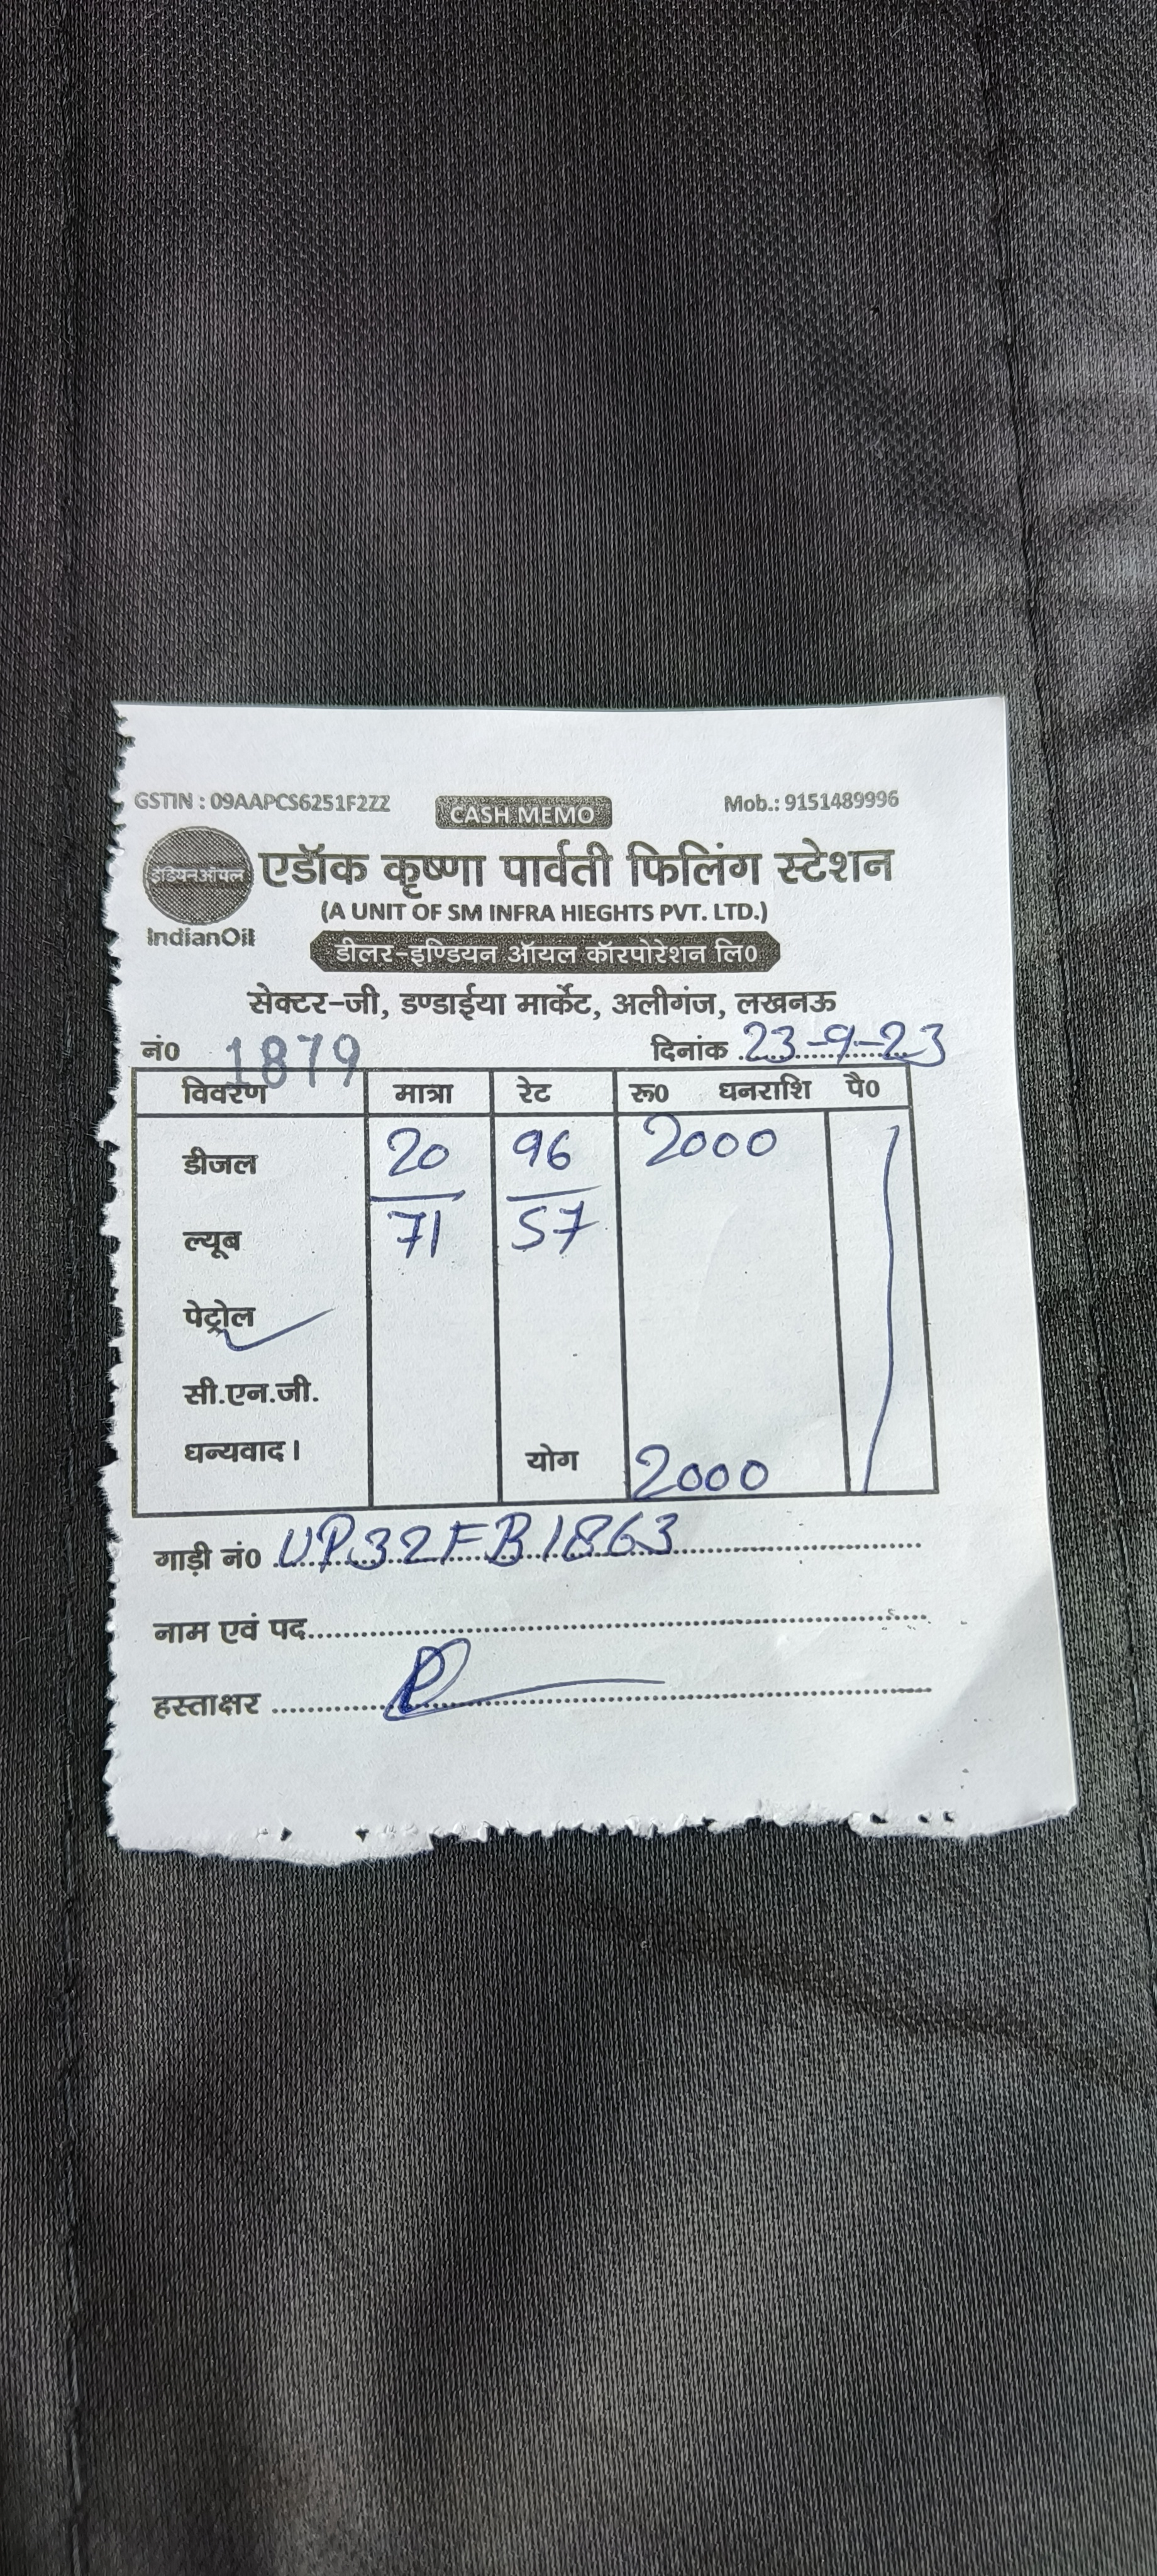 GSTIN : 09AAPCS6251F2ZZ CASH MEMO Mob.: 9151489996
इंडियनऑयल एडॉक कृष्णा पार्वती फिलिंग स्टेशन
IndianOil (A UNIT OF SM INFRA HIEGHTS PVT. LTD.)
डीलर-इण्डियन ऑयल कॉरपोरेशन लि0
सेक्टर-जी, डण्डाईया मार्केट, अलीगंज, लखनऊ
नं0 1879 दिनांक 23-9-23
विवरण मात्रा रेट रू0 धनराशि पै0
डीजल 20 96 2000
ल्यूब 71 57
पेट्रोल
सी.एन.जी.
धन्यवाद। योग 2000
गाड़ी नं0 UP32FB1863
नाम एवं पद
हस्ताक्षर